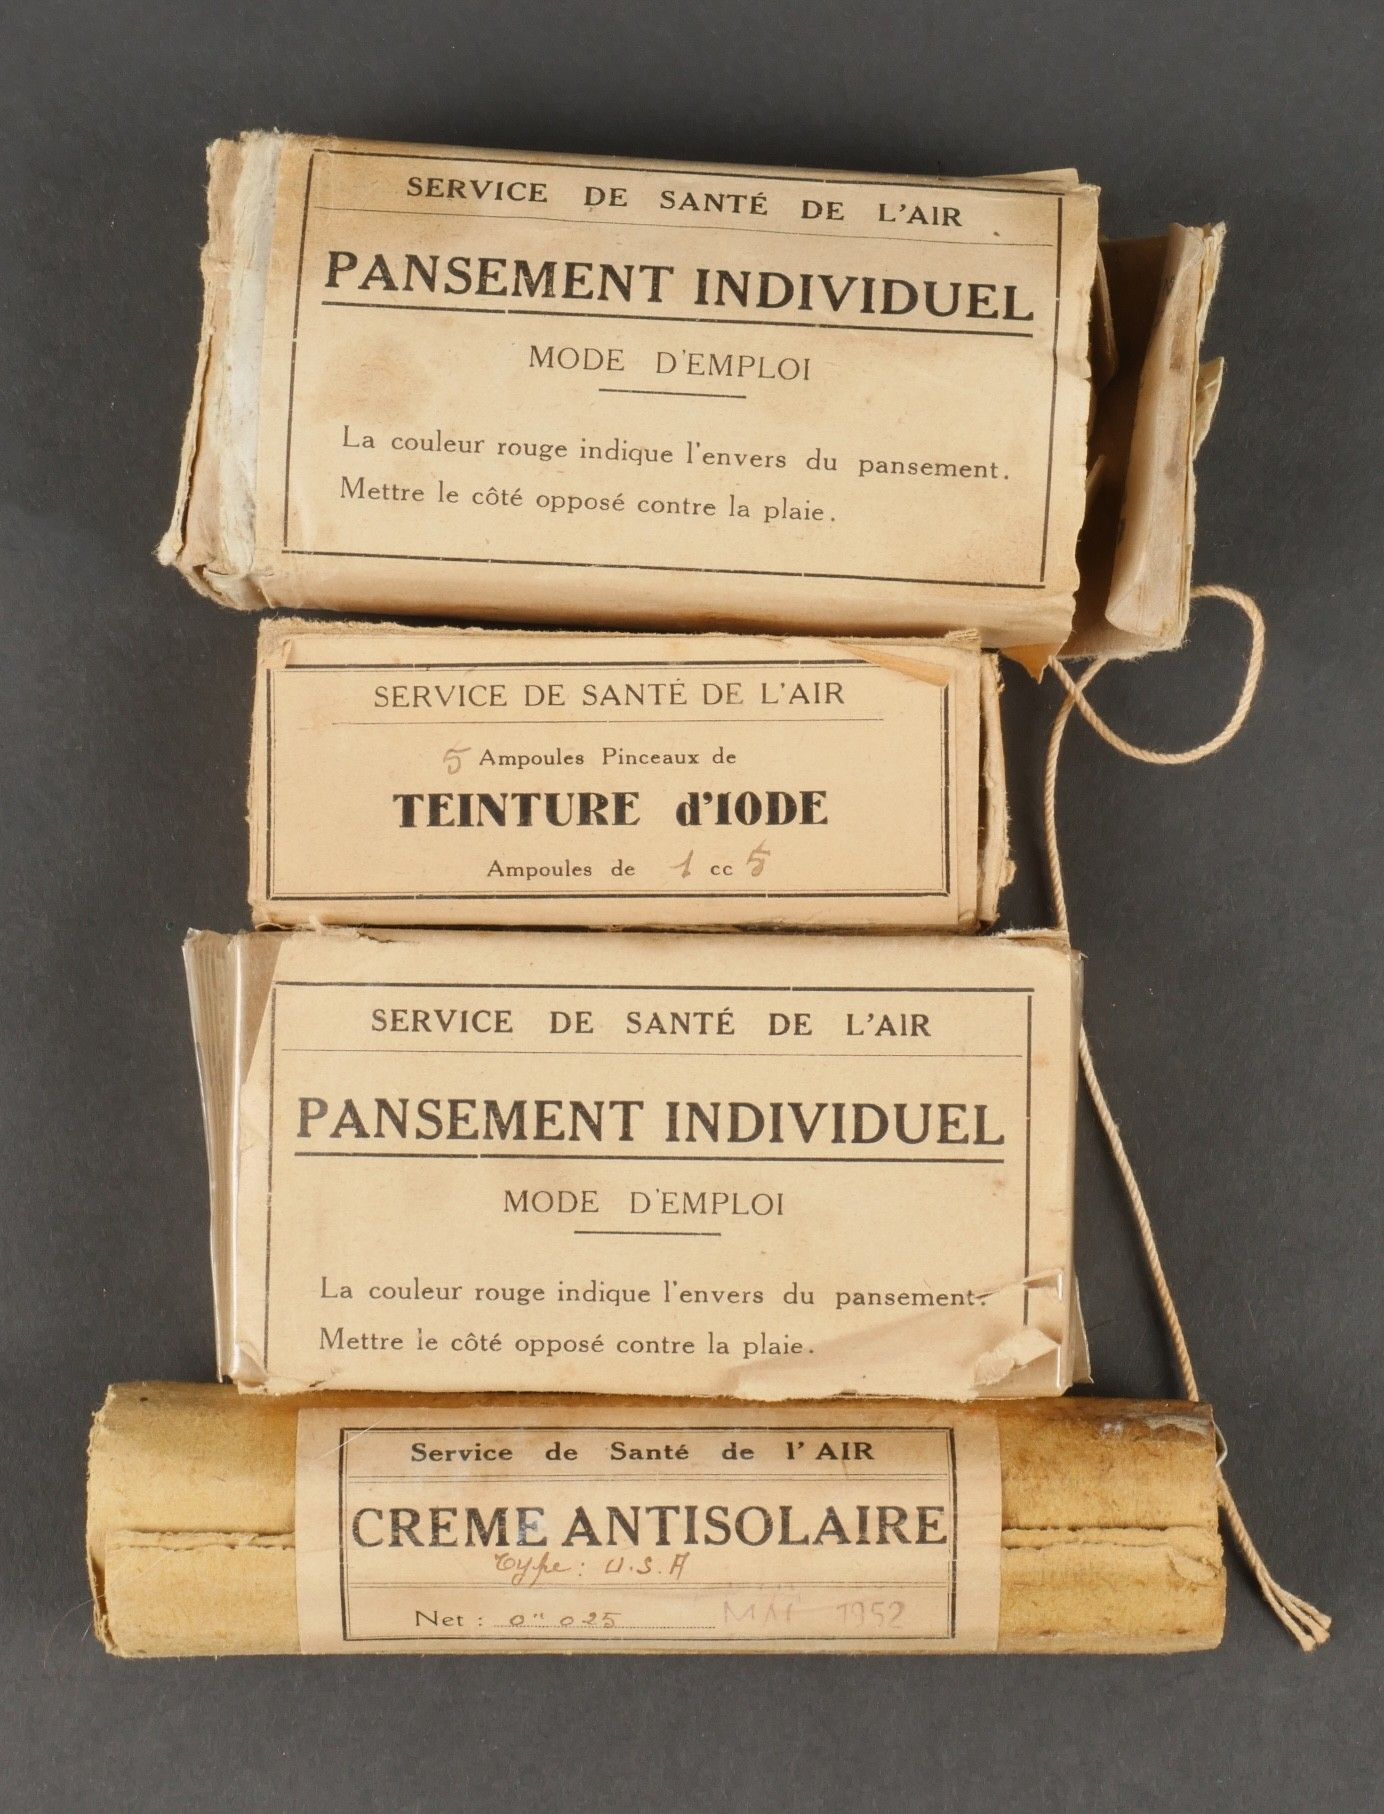 SERVICE DE SANTÉ DE L'AIR
PANSEMENT INDIVIDUEL
MODE D'EMPLOI
La couleur rouge indique l'envers du pansement.
Mettre le côté opposé contre la plaie.
SERVICE DE SANTÉ DE L'AIR
5 Ampoules Pinceaux de
TEINTURE d'IODE
Ampoules de 1 cc 5
SERVICE DE SANTÉ DE L'AIR
PANSEMENT INDIVIDUEL
MODE D'EMPLOI
La couleur rouge indique l'envers du pansement.
Mettre le côté opposé contre la plaie.
Service de Santé de l'AIR
CREME ANTISOLAIRE
Type: U.S.A
Net : 0" 025 MAI 1952